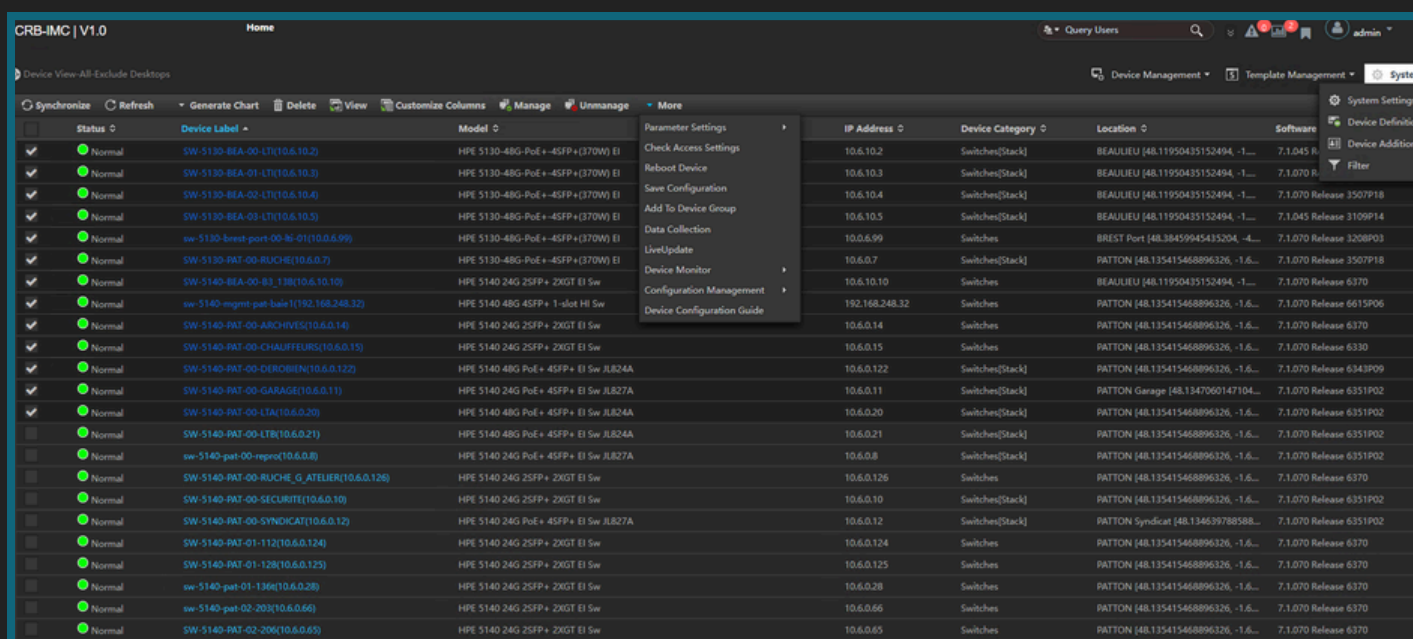 CRB-IMC | V1.0 Home Query Users 0 2 admin
Device View-All-Exclude Desktops Device Management Template Management Syste
Synchronize Refresh Generate Chart Delete View Customize Columns Manage Unmanage More
System Setting
Device Definitio
Device Addition
Filter
Parameter Settings
Check Access Settings
Reboot Device
Save Configuration
Add To Device Group
Data Collection
LiveUpdate
Device Monitor
Configuration Management
Device Configuration Guide
Status Device Label Model IP Address Device Category Location Software
Normal SW-5130-BEA-00-LTI(10.6.10.2) HPE 5130-48G-PoE+-4SFP+(370W) EI 10.6.10.2 Switches[Stack] BEAULIEU [48.11950435152494, -1.... 7.1.045 R
Normal SW-5130-BEA-01-LTI(10.6.10.3) HPE 5130-48G-PoE+-4SFP+(370W) EI 10.6.10.3 Switches[Stack] BEAULIEU [48.11950435152494, -1.... 7.1.070 Re
Normal SW-5130-BEA-02-LTI(10.6.10.4) HPE 5130-48G-PoE+-4SFP+(370W) EI 10.6.10.4 Switches[Stack] BEAULIEU [48.11950435152494, -1.... 7.1.070 Release 3507P18
Normal SW-5130-BEA-03-LTI(10.6.10.5) HPE 5130-48G-PoE+-4SFP+(370W) EI 10.6.10.5 Switches[Stack] BEAULIEU [48.11950435152494, -1.... 7.1.045 Release 3109P14
Normal sw-5130-brest-port-00-lti-01(10.0.6.99) HPE 5130-48G-PoE+-4SFP+(370W) EI 10.0.6.99 Switches BREST Port [48.38459945435204, -4.... 7.1.070 Release 3208P03
Normal SW-5130-PAT-00-RUCHE(10.6.0.7) HPE 5130-48G-PoE+-4SFP+(370W) EI 10.6.0.7 Switches[Stack] PATTON [48.135415468896326, -1.6... 7.1.070 Release 3507P18
Normal SW-5140-BEA-00-B3_138(10.6.10.10) HPE 5140 24G 2SFP+ 2XGT EI Sw 10.6.10.10 Switches BEAULIEU [48.11950435152494, -1.... 7.1.070 Release 6370
Normal sw-5140-mgmt-pat-baie1(192.168.248.32) HPE 5140 48G 4SFP+ 1-slot HI Sw 192.168.248.32 Switches PATTON [48.135415468896326, -1.6... 7.1.070 Release 6615P06
Normal SW-5140-PAT-00-ARCHIVES(10.6.0.14) HPE 5140 24G 2SFP+ 2XGT EI Sw 10.6.0.14 Switches PATTON [48.135415468896326, -1.6... 7.1.070 Release 6370
Normal SW-5140-PAT-00-CHAUFFEURS(10.6.0.15) HPE 5140 24G 2SFP+ 2XGT EI Sw 10.6.0.15 Switches PATTON [48.135415468896326, -1.6... 7.1.070 Release 6330
Normal SW-5140-PAT-00-DEROBIEN(10.6.0.122) HPE 5140 48G PoE+ 4SFP+ EI Sw JL824A 10.6.0.122 Switches[Stack] PATTON [48.135415468896326, -1.6... 7.1.070 Release 6343P09
Normal SW-5140-PAT-00-GARAGE(10.6.0.11) HPE 5140 24G PoE+ 4SFP+ EI Sw JL827A 10.6.0.11 Switches[Stack] PATTON Garage [48.1347060147104... 7.1.070 Release 6351P02
Normal SW-5140-PAT-00-LTA(10.6.0.20) HPE 5140 48G PoE+ 4SFP+ EI Sw JL824A 10.6.0.20 Switches[Stack] PATTON [48.135415468896326, -1.6... 7.1.070 Release 6351P02
Normal SW-5140-PAT-00-LTB(10.6.0.21) HPE 5140 48G PoE+ 4SFP+ EI Sw JL824A 10.6.0.21 Switches[Stack] PATTON [48.135415468896326, -1.6... 7.1.070 Release 6351P02
Normal sw-5140-pat-00-repro(10.6.0.8) HPE 5140 24G PoE+ 4SFP+ EI Sw JL827A 10.6.0.8 Switches[Stack] PATTON [48.135415468896326, -1.6... 7.1.070 Release 6351P02
Normal SW-5140-PAT-00-RUCHE_G_ATELIER(10.6.0.126) HPE 5140 24G 2SFP+ 2XGT EI Sw 10.6.0.126 Switches PATTON [48.135415468896326, -1.6... 7.1.070 Release 6370
Normal SW-5140-PAT-00-SECURITE(10.6.0.10) HPE 5140 24G 2SFP+ 2XGT EI Sw 10.6.0.10 Switches[Stack] PATTON [48.135415468896326, -1.6... 7.1.070 Release 6351P02
Normal SW-5140-PAT-00-SYNDICAT(10.6.0.12) HPE 5140 24G PoE+ 4SFP+ EI Sw JL827A 10.6.0.12 Switches[Stack] PATTON Syndicat [48.134639788588... 7.1.070 Release 6351P02
Normal SW-5140-PAT-01-112(10.6.0.124) HPE 5140 24G 2SFP+ 2XGT EI Sw 10.6.0.124 Switches PATTON [48.135415468896326, -1.6... 7.1.070 Release 6370
Normal SW-5140-PAT-01-128(10.6.0.125) HPE 5140 24G 2SFP+ 2XGT EI Sw 10.6.0.125 Switches PATTON [48.135415468896326, -1.6... 7.1.070 Release 6370
Normal sw-5140-pat-01-136t(10.6.0.28) HPE 5140 24G 2SFP+ 2XGT EI Sw 10.6.0.28 Switches PATTON [48.135415468896326, -1.6... 7.1.070 Release 6370
Normal sw-5140-pat-02-203(10.6.0.66) HPE 5140 24G 2SFP+ 2XGT EI Sw 10.6.0.66 Switches PATTON [48.135415468896326, -1.6... 7.1.070 Release 6370
Normal SW-5140-PAT-02-206(10.6.0.65) HPE 5140 24G 2SFP+ 2XGT EI Sw 10.6.0.65 Switches PATTON [48.135415468896326, -1.6... 7.1.070 Release 6370